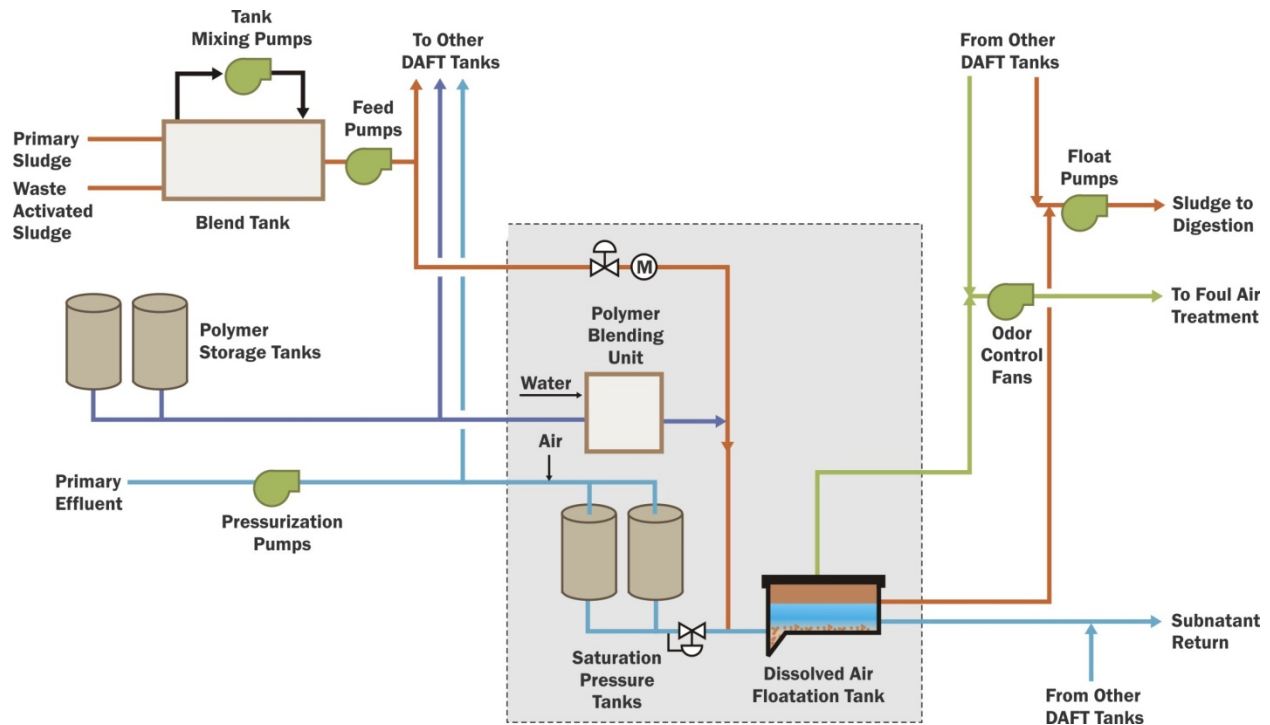 Tank
Mixing Pumps
To Other
DAFT Tanks
From Other
DAFT Tanks
Feed
Pumps
Primary
Sludge
Waste
Activated
Sludge
Blend Tank
Float
Pumps
Sludge to
Digestion
To Foul Air
Treatment
Odor
Control
Fans
Polymer
Storage Tanks
M
Polymer
Blending
Unit
Water
Air
Primary
Effluent
Pressurization
Pumps
Saturation
Pressure
Tanks
Dissolved Air
Floatation Tank
Subnatant
Return
From Other
DAFT Tanks